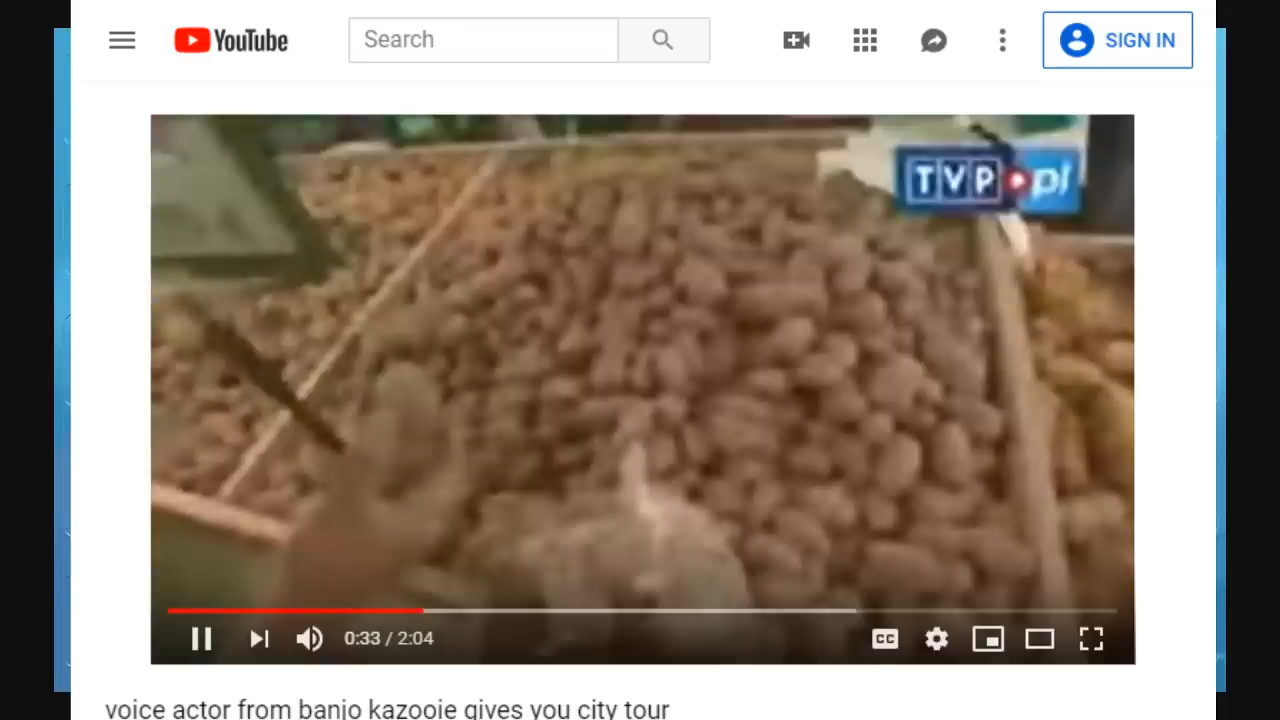 YouTube
Search
SIGN IN
TVP.pl
0:33 / 2:04
CC
voice actor from banjo kazooie gives you city tour